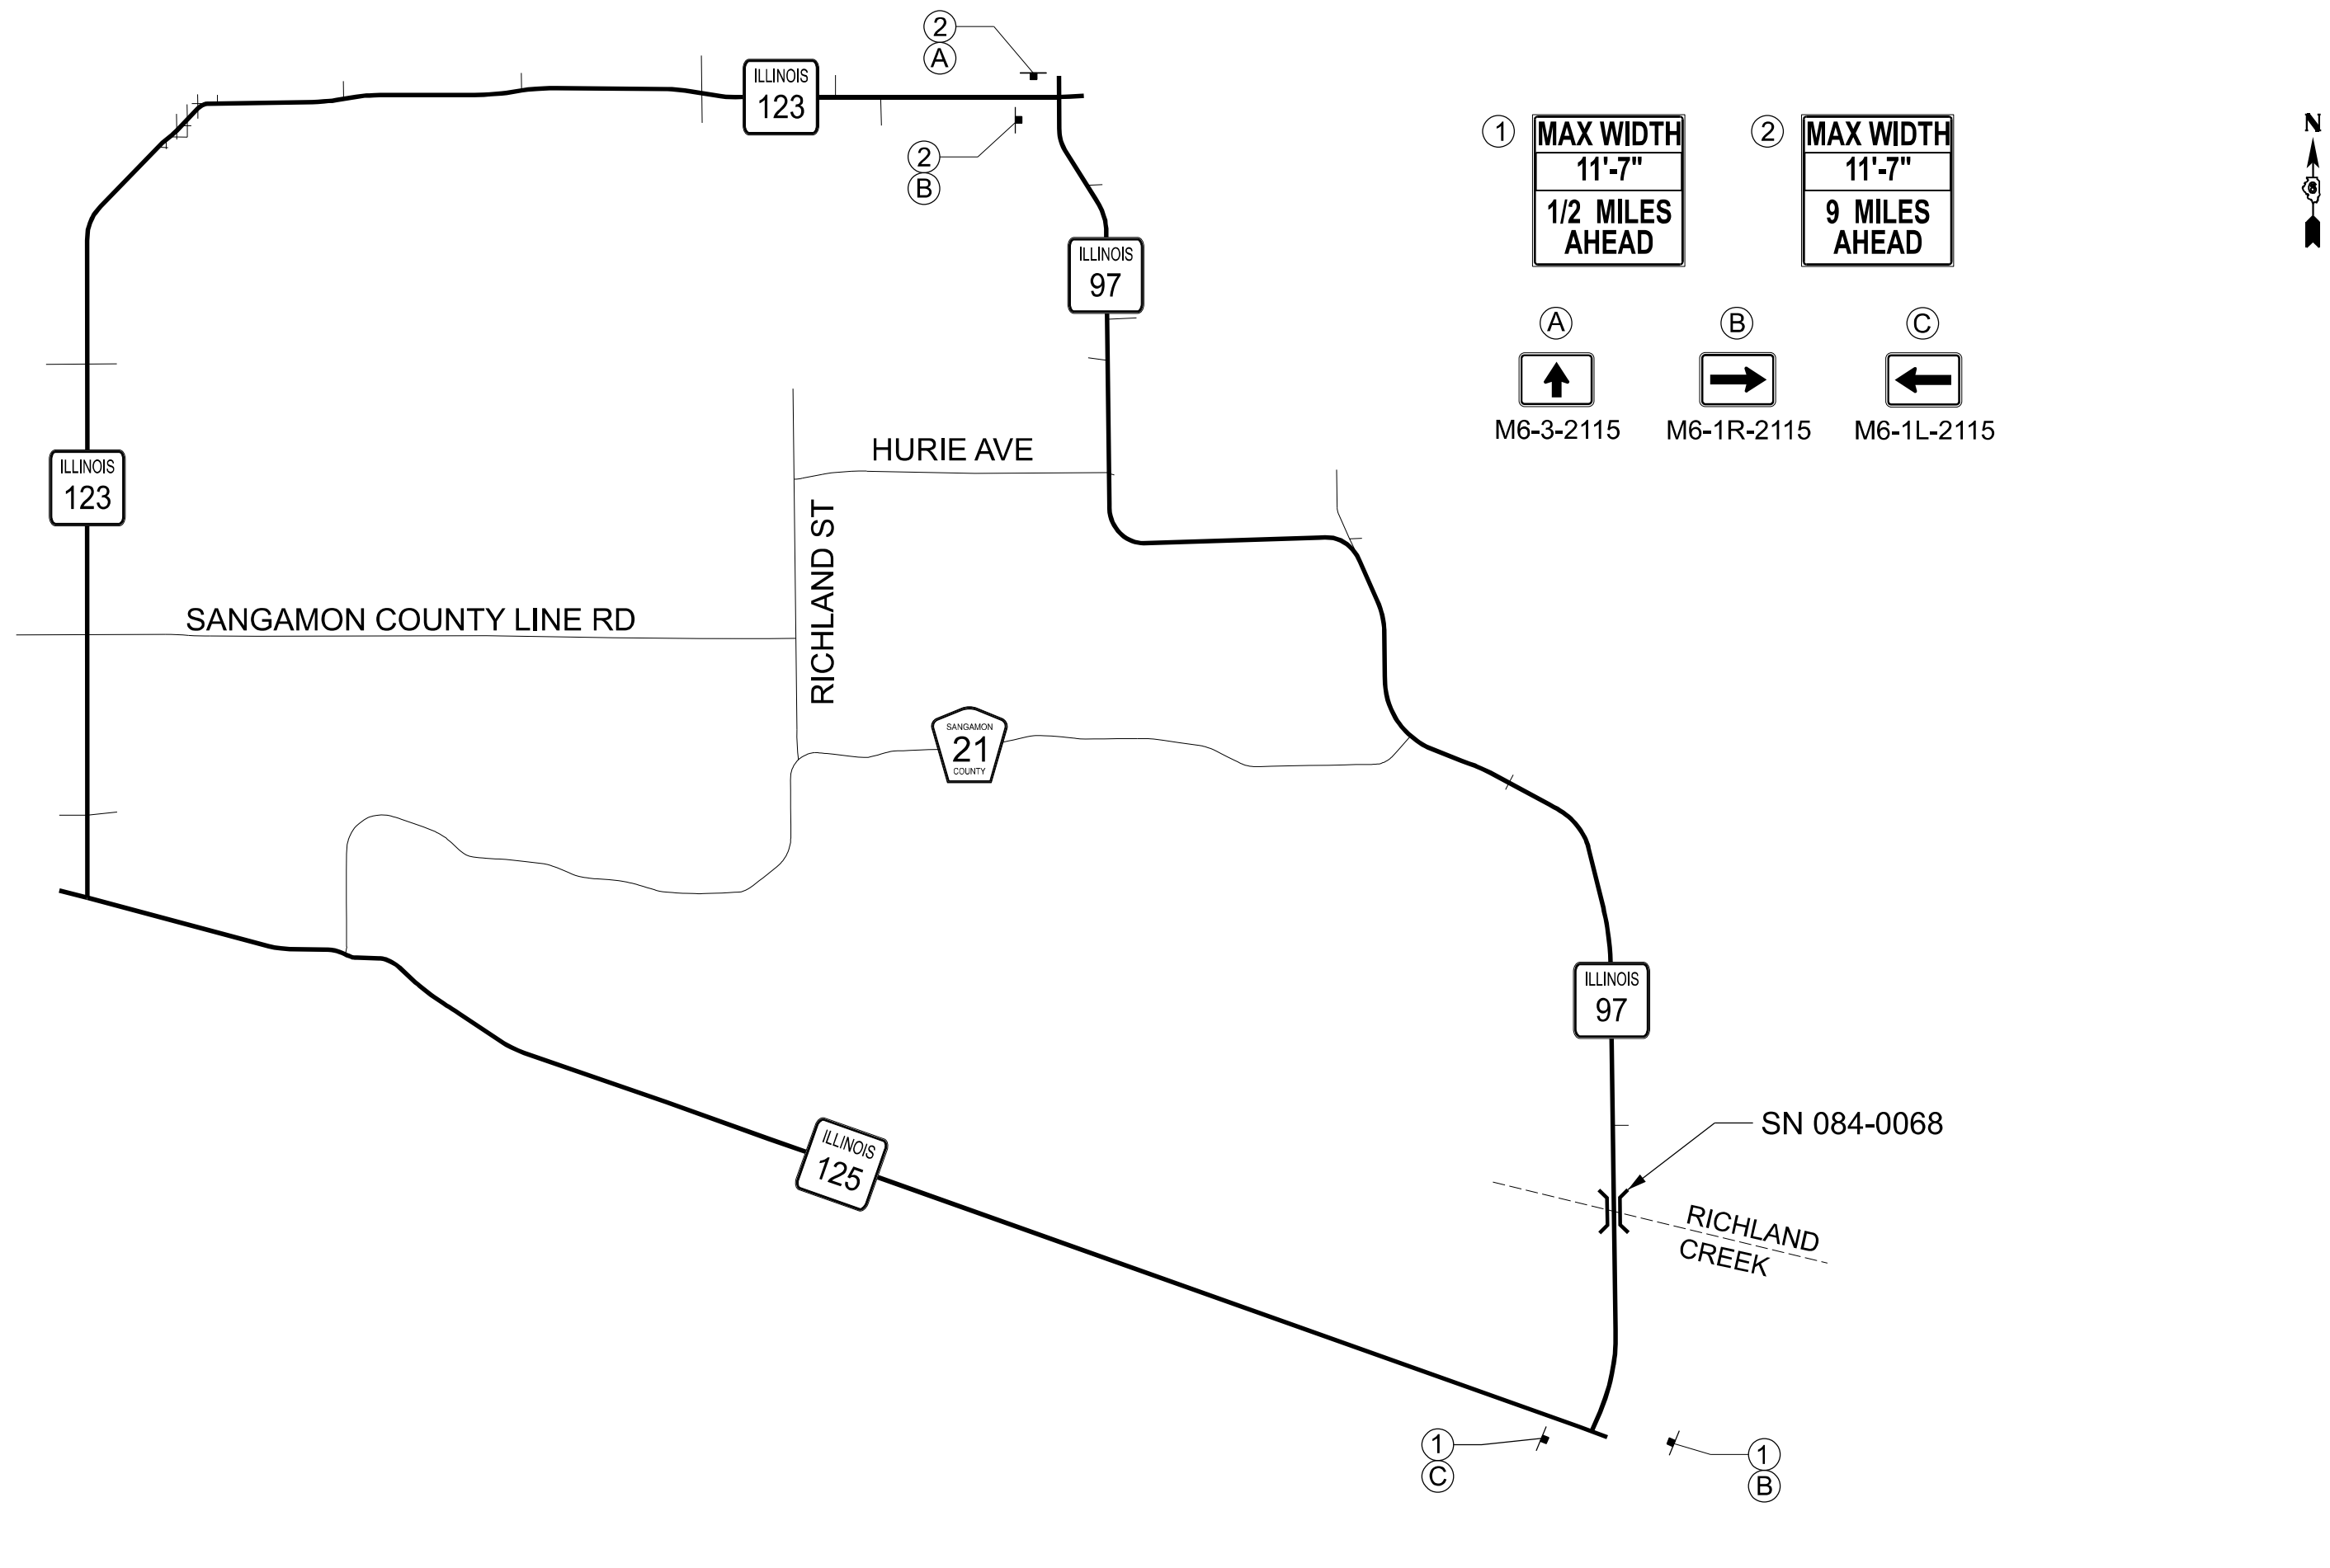 2
A
ILLINOIS
123
2
B
1
MAX WIDTH
11'-7"
1/2 MILES
AHEAD
2
MAX WIDTH
11'-7"
9 MILES
AHEAD
N
ILLINOIS
97
A
B
C
M6-3-2115
M6-1R-2115
M6-1L-2115
HURIE AVE
ILLINOIS
123
RICHLAND ST
SANGAMON COUNTY LINE RD
SANGAMON
21
COUNTY
ILLINOIS
97
SN 084-0068
ILLINOIS
125
RICHLAND
CREEK
1
C
1
B